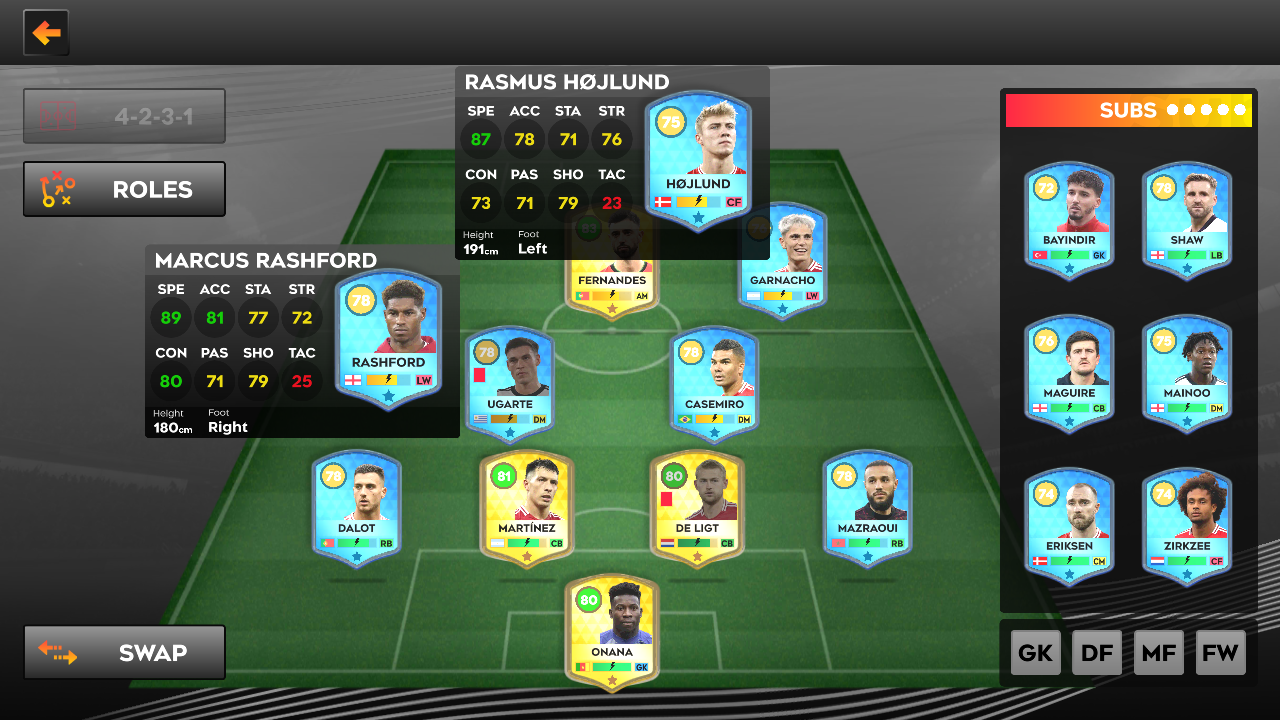 4-2-3-1
ROLES
RASMUS HØJLUND
SPE ACC STA STR
87 78 71 76
CON PAS SHO TAC
73 71 79 23
Height Foot
191cm Left
75
HØJLUND
CF
MARCUS RASHFORD
SPE ACC STA STR
89 81 77 72
CON PAS SHO TAC
80 71 79 25
Height Foot
180cm Right
78
RASHFORD
LW
83
FERNANDES
AM
GARNACHO
LW
78
UGARTE
DM
78
CASEMIRO
DM
78
DALOT
RB
81
MARTÍNEZ
CB
80
DE LIGT
CB
78
MAZRAOUI
RB
80
ONANA
GK
SUBS
72
BAYINDIR
GK
78
SHAW
LB
76
MAGUIRE
CB
75
MAINOO
DM
74
ERIKSEN
CM
74
ZIRKZEE
CF
SWAP
GK DF MF FW